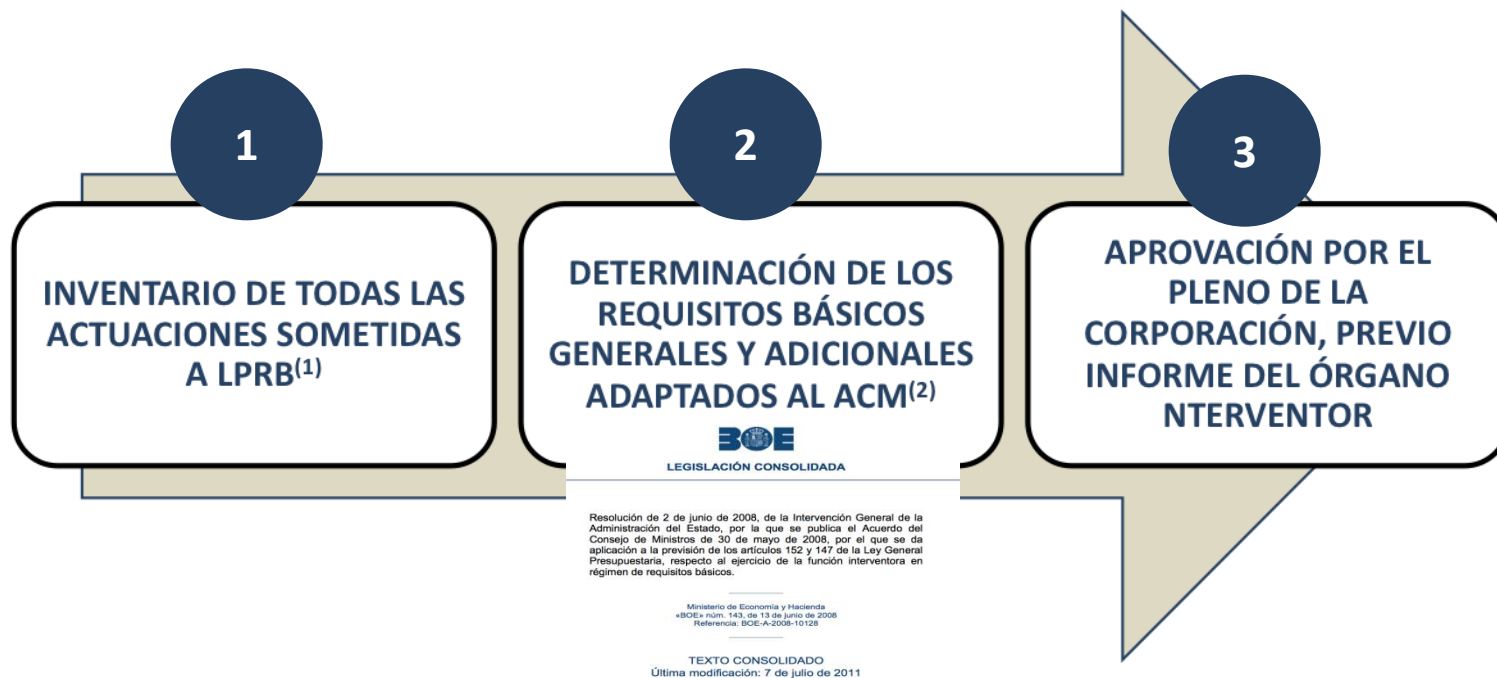 1
INVENTARIO DE TODAS LAS
ACTUACIONES SOMETIDAS
A LPRB(1)
2
DETERMINACIÓN DE LOS
REQUISITOS BÁSICOS
GENERALES Y ADICIONALES
ADAPTADOS AL ACM(2)
BOE
LEGISLACIÓN CONSOLIDADA
Resolución de 2 de junio de 2008, de la Intervención General de la
Administración del Estado, por la que se publica el Acuerdo del
Consejo de Ministros de 30 de mayo de 2008, por el que se da
aplicación a la previsión de los artículos 152 y 147 de la Ley General
Presupuestaria, respecto al ejercicio de la función interventora en
régimen de requisitos básicos.
Ministerio de Economía y Hacienda
«BOE» núm. 143, de 13 de junio de 2008
Referencia: BOE-A-2008-10128
TEXTO CONSOLIDADO
Última modificación: 7 de julio de 2011
3
APROVACIÓN POR EL
PLENO DE LA
CORPORACIÓN, PREVIO
INFORME DEL ÓRGANO
NTERVENTOR